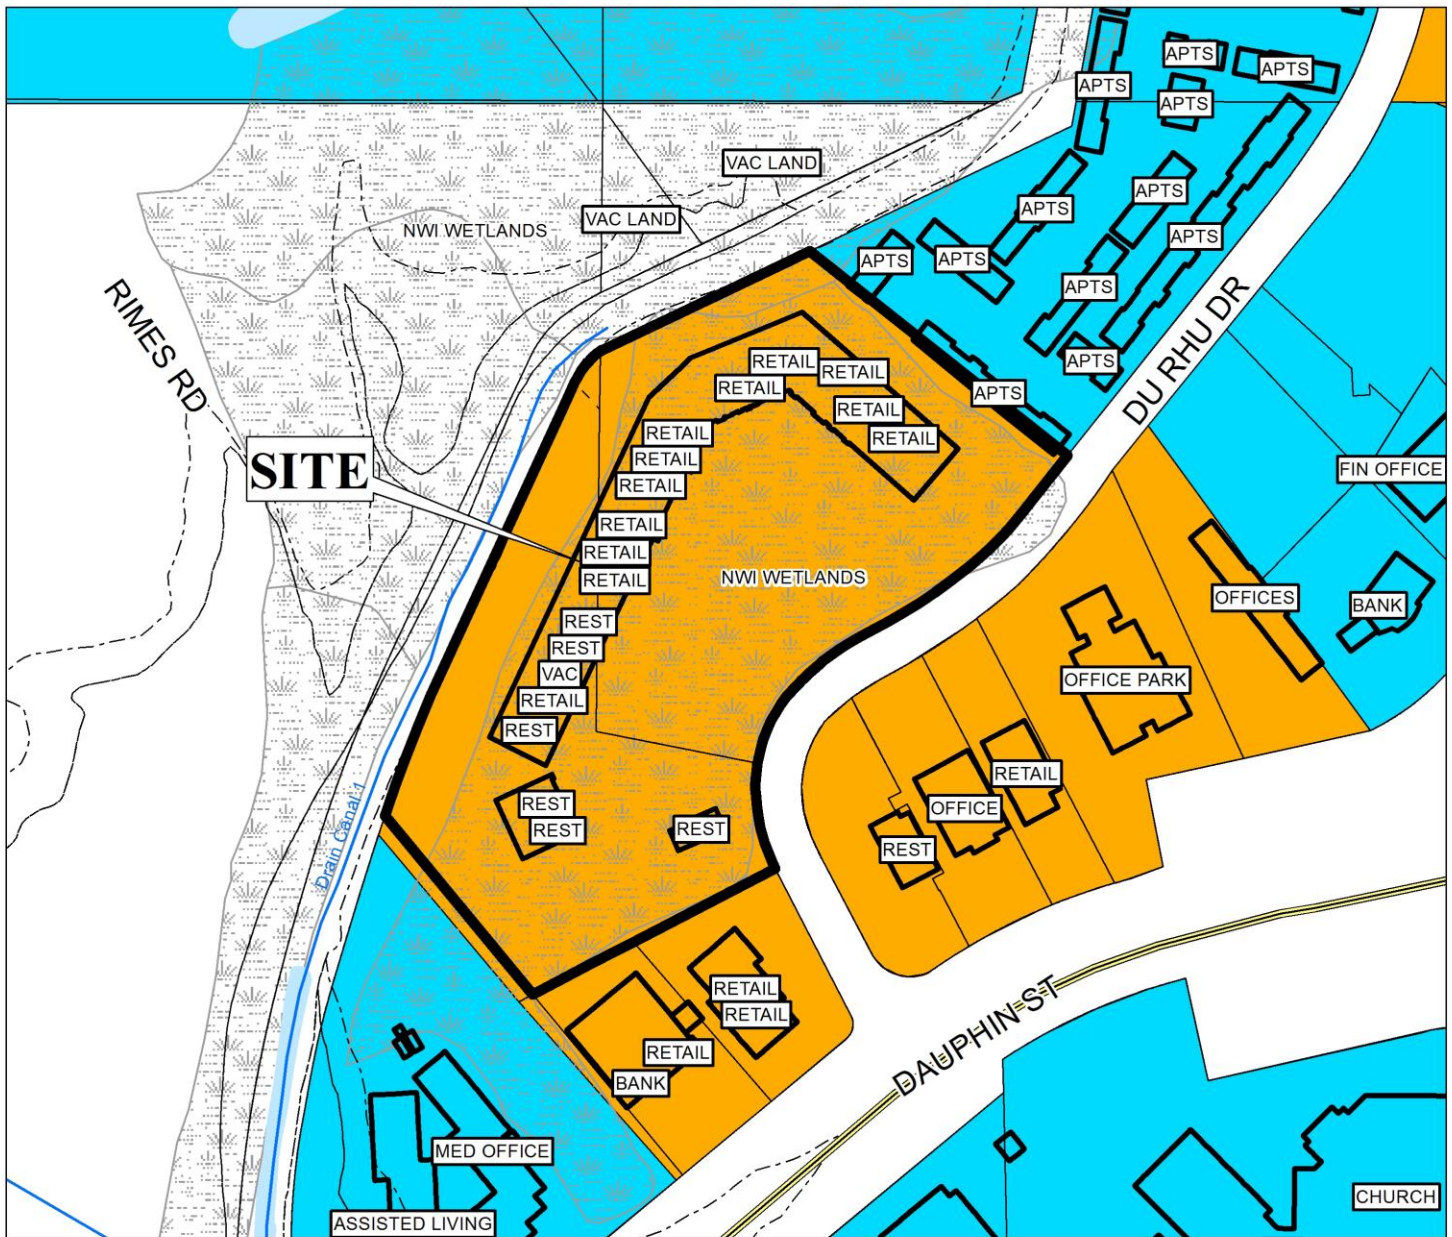 APTS
APTS
APTS
APTS
VAC LAND
APTS
VAC LAND
APTS
NWI WETLANDS
APTS
APTS
APTS
APTS
RIMES RD
DU RHU DR
APTS
RETAIL
RETAIL
RETAIL
APTS
RETAIL
RETAIL
RETAIL
RETAIL
RETAIL
SITE
FIN OFFICE
RETAIL
RETAIL
RETAIL
NWI WETLANDS
OFFICES
BANK
REST
REST
VAC
OFFICE PARK
RETAIL
REST
RETAIL
REST
OFFICE
REST
REST
REST
Drain Canal 1
RETAIL
RETAIL
RETAIL
BANK
DAUPHIN ST
MED OFFICE
CHURCH
ASSISTED LIVING